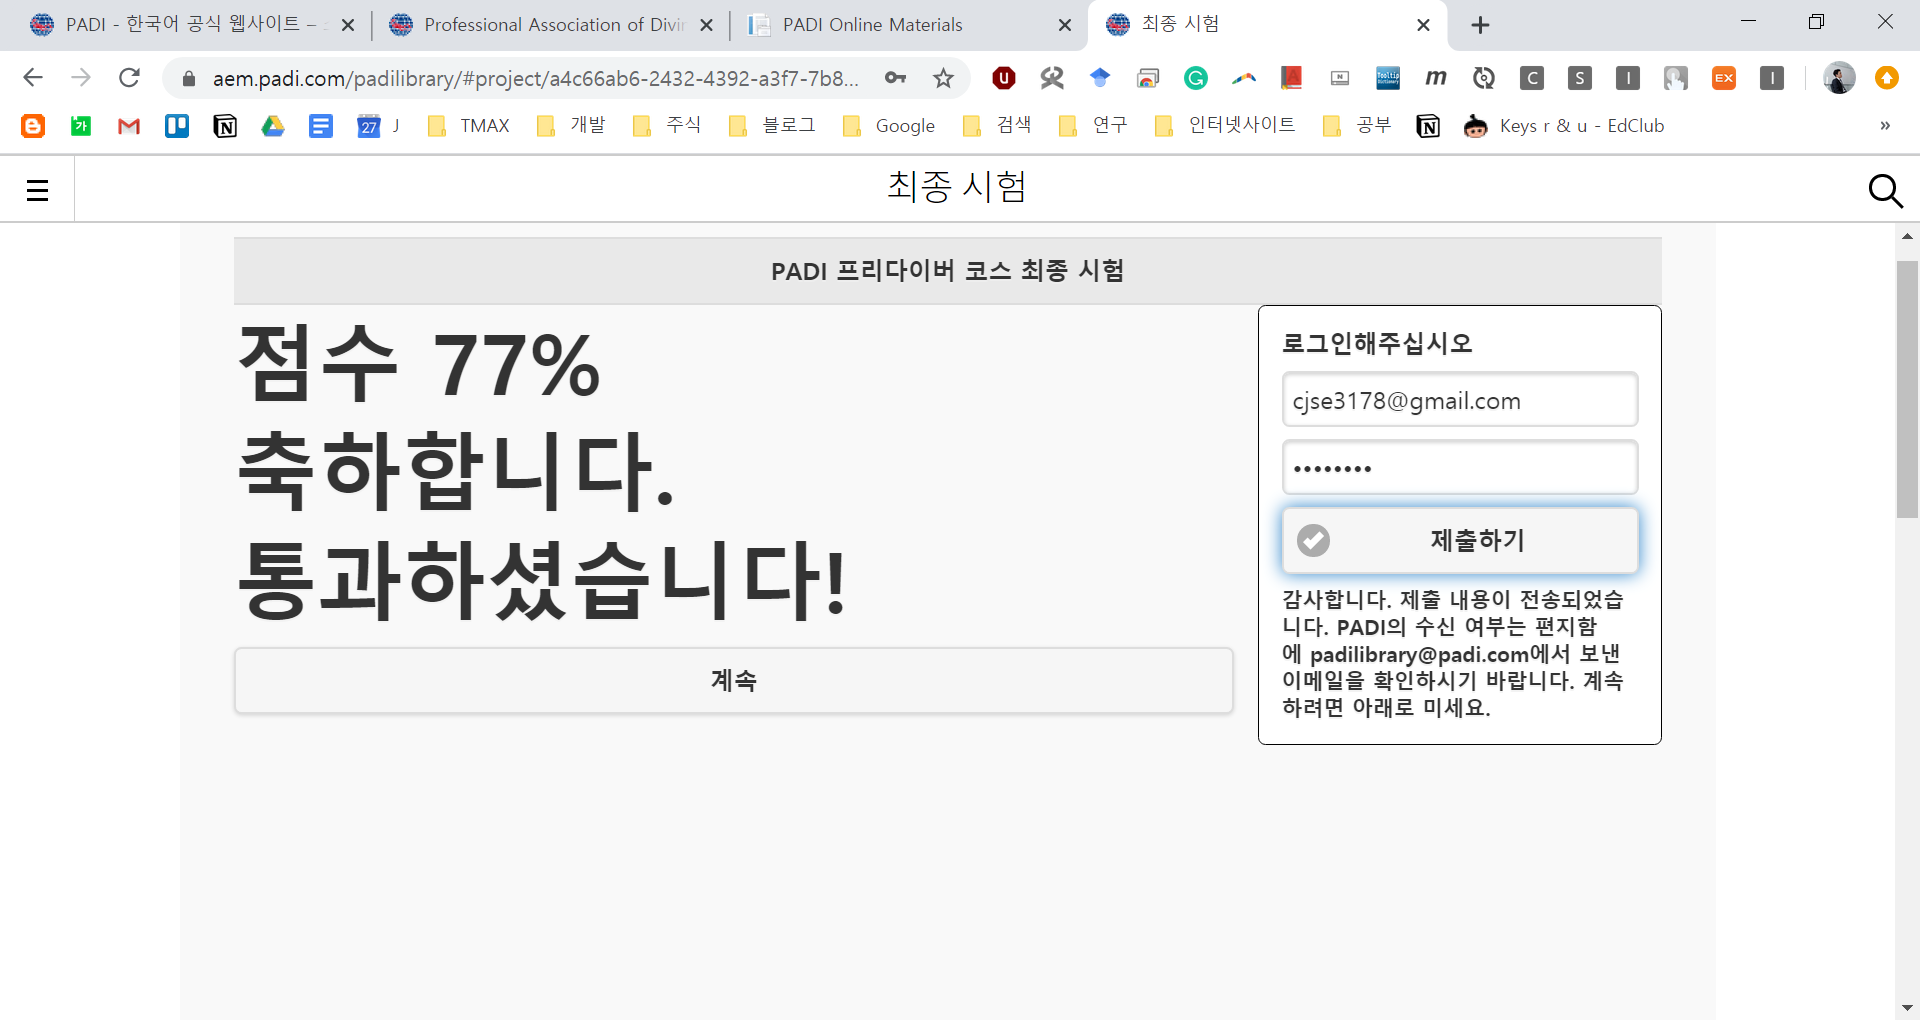 PADI - 한국어 공식 웹사이트 –
Professional Association of Divin
PADI Online Materials
최종 시험
aem.padi.com/padilibrary/#project/a4c66ab6-2432-4392-a3f7-7b8...
27 J TMAX 개발 주식 블로그 Google 검색 연구 인터넷사이트 공부 Keys r & u - EdClub »
최종 시험
PADI 프리다이버 코스 최종 시험
점수 77%
축하합니다.
통과하셨습니다!
계속
로그인해주십시오
cjse3178@gmail.com
••••••••
제출하기
감사합니다. 제출 내용이 전송되었습
니다. PADI의 수신 여부는 편지함
에 padilibrary@padi.com에서 보낸
이메일을 확인하시기 바랍니다. 계속
하려면 아래로 미세요.